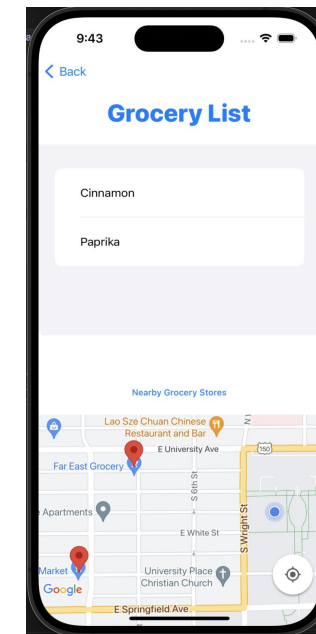 9:43
Back
Grocery List
Cinnamon
Paprika
Nearby Grocery Stores
Lao Sze Chuan Chinese
Restaurant and Bar
E University Ave
150
Far East Grocery
S 6th St
Apartments
E White St
S Wright St
Market
University Place
Christian Church
Google
E Springfield Ave